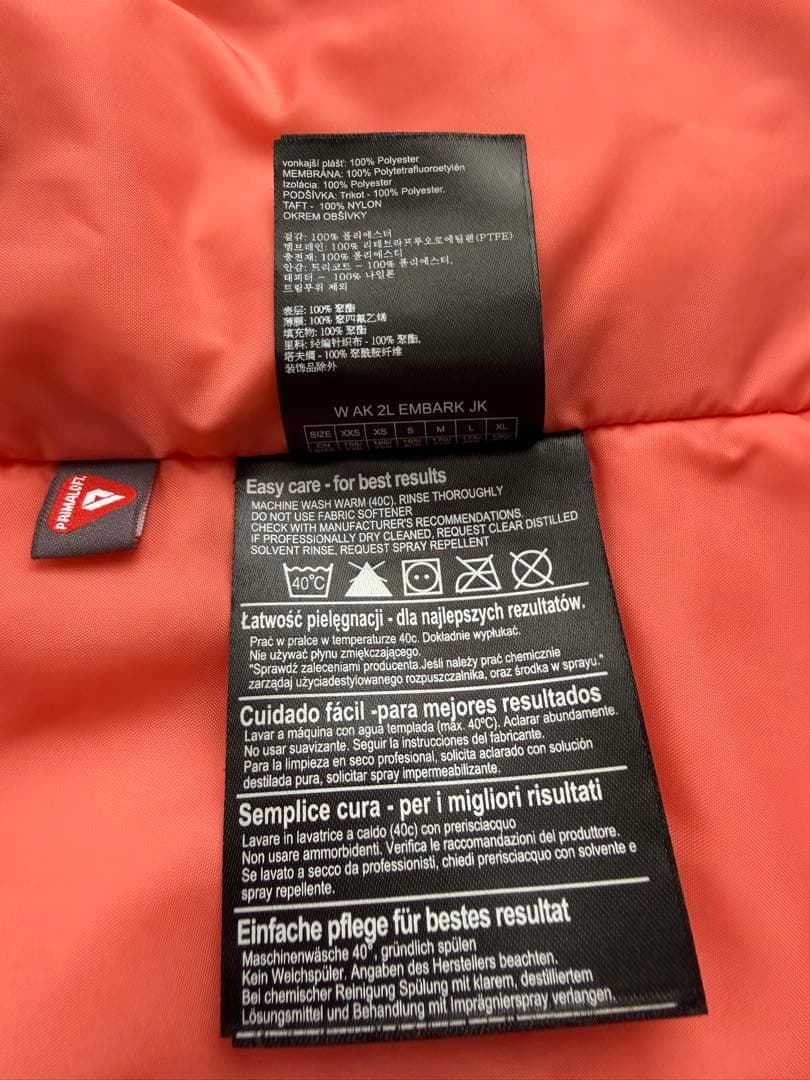 vonkajší plášť: 100% Polyester
MEMBRÁNA: 100% Polytetrafluoroetylén
Izolácia: 100% Polyester
PODŠÍVKA: Trikot - 100% Polyester.
TAFT - 100% NYLON
OKREM OBŠÍVKY
겉감: 100% 폴리에스터
멤브레인: 100% 리테트라프루오로에틸렌(PTFE)
충전재: 100% 폴리에스터
안감: 트리코트 - 100% 폴리에스터,
태피터 - 100% 나일론
트림부위 제외
表层: 100% 聚酯
薄膜: 100% 聚四氟乙烯
填充物: 100% 聚酯
里料: 经编针织布 - 100% 聚酯,
塔夫绸 - 100% 聚酰胺纤维
装饰品除外
W AK 2L EMBARK JK
SIZE XXS XS S M L XL
CN 155/ 160/ 165/ 170/ 175/ 180/
PRIMALOFT
Easy care - for best results
MACHINE WASH WARM (40C). RINSE THOROUGHLY
DO NOT USE FABRIC SOFTENER
CHECK WITH MANUFACTURER'S RECOMMENDATIONS.
IF PROFESSIONALLY DRY CLEANED, REQUEST CLEAR DISTILLED
SOLVENT RINSE, REQUEST SPRAY REPELLENT
40°C
Łatwość pielęgnacji - dla najlepszych rezultatów.
Prać w pralce w temperaturze 40c. Dokładnie wypłukać.
Nie używać płynu zmiękczającego.
"Sprawdź zaleceniami producenta.Jeśli należy prać chemicznie
zarządaj użyciadestylowanego rozpuszczalnika, oraz środka w sprayu."
Cuidado fácil -para mejores resultados
Lavar a máquina con agua templada (máx. 40ºC). Aclarar abundamente.
No usar suavizante. Seguir la instrucciones del fabricante.
Para la limpieza en seco profesional, solicita aclarado con solución
destilada pura, solicitar spray impermeabilizante.
Semplice cura - per i migliori risultati
Lavare in lavatrice a caldo (40c) con prerisciacquo
Non usare ammorbidenti. Verifica le raccomandazioni del produttore.
Se lavato a secco da professionisti, chiedi prerisciacquo con solvente e
spray repellente.
Einfache pflege für bestes resultat
Maschinenwäsche 40°, gründlich spülen
Kein Weichspüler. Angaben des Herstellers beachten.
Bei chemischer Reinigung Spülung mit klarem, destilliertem
Lösungsmittel und Behandlung mit Imprägnierspray verlangen.